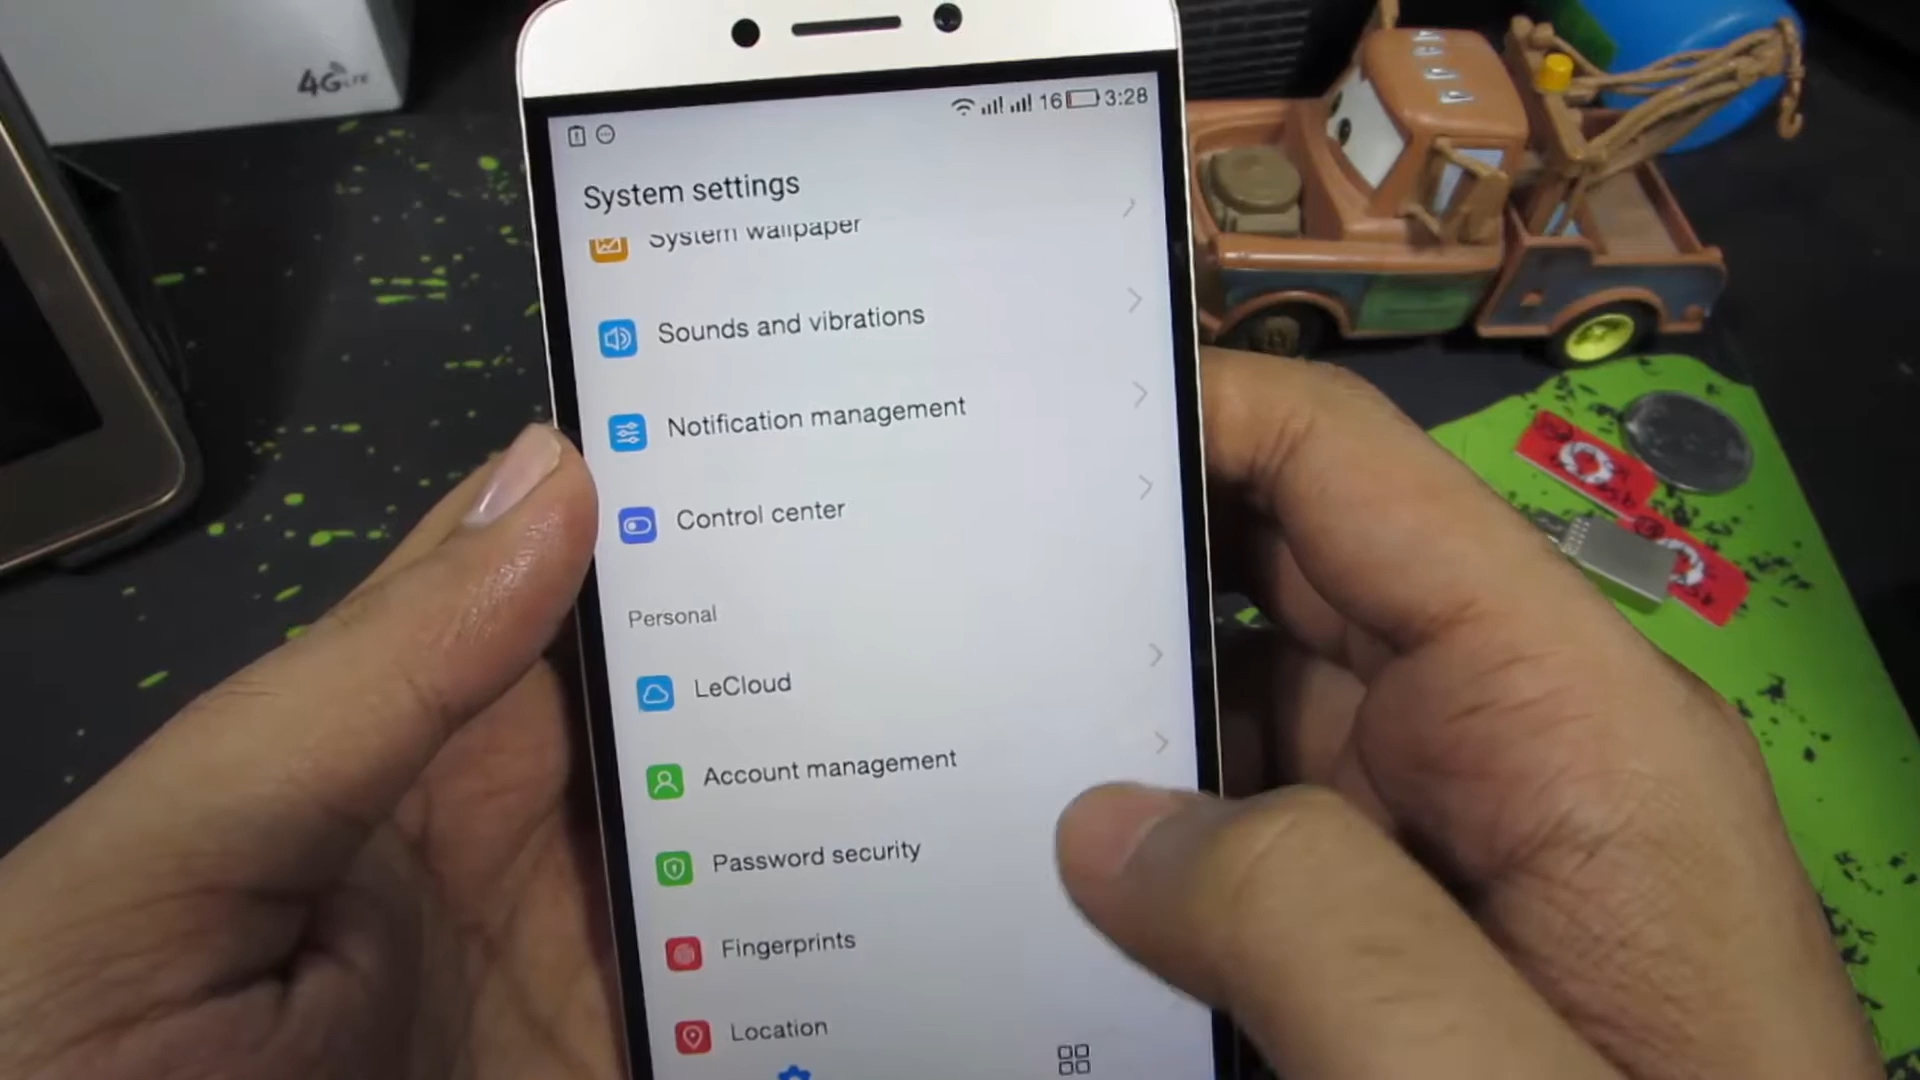 4G LTE
16 3:28
System settings
System wallpaper
Sounds and vibrations
Notification management
Control center
Personal
LeCloud
Account management
Password security
Fingerprints
Location